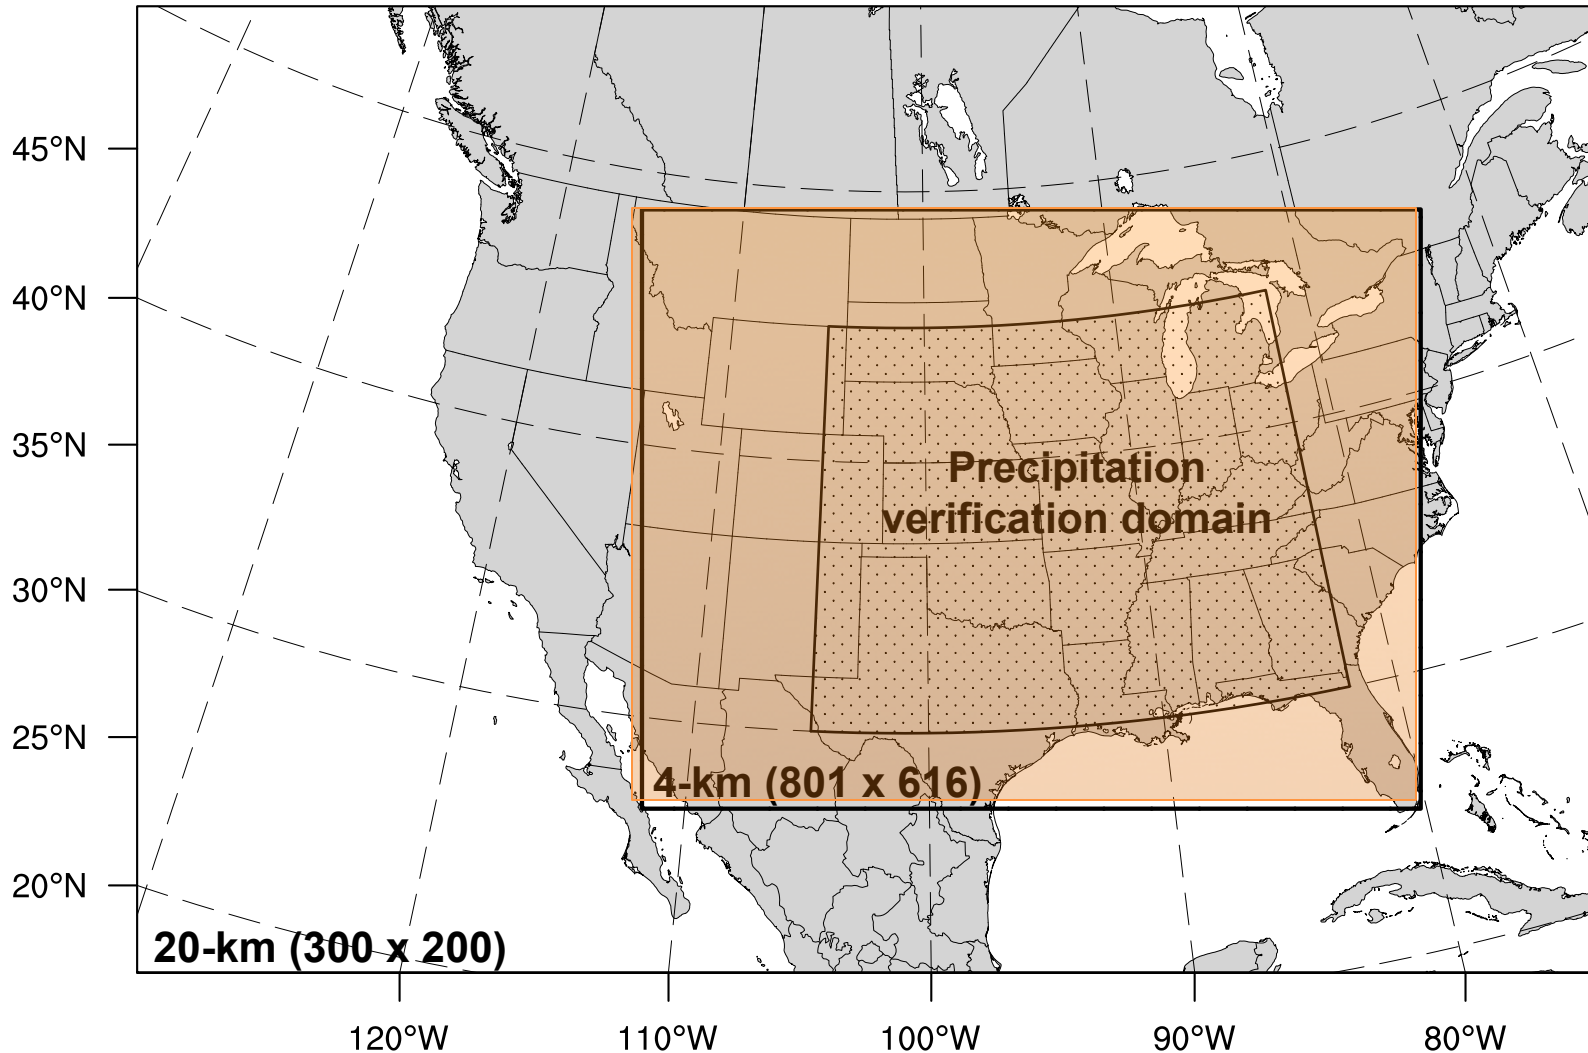 45°N
40°N
35°N
30°N
25°N
20°N
Precipitation
verification domain
4-km (801 x 616)
20-km (300 x 200)
120°W
110°W
100°W
90°W
80°W